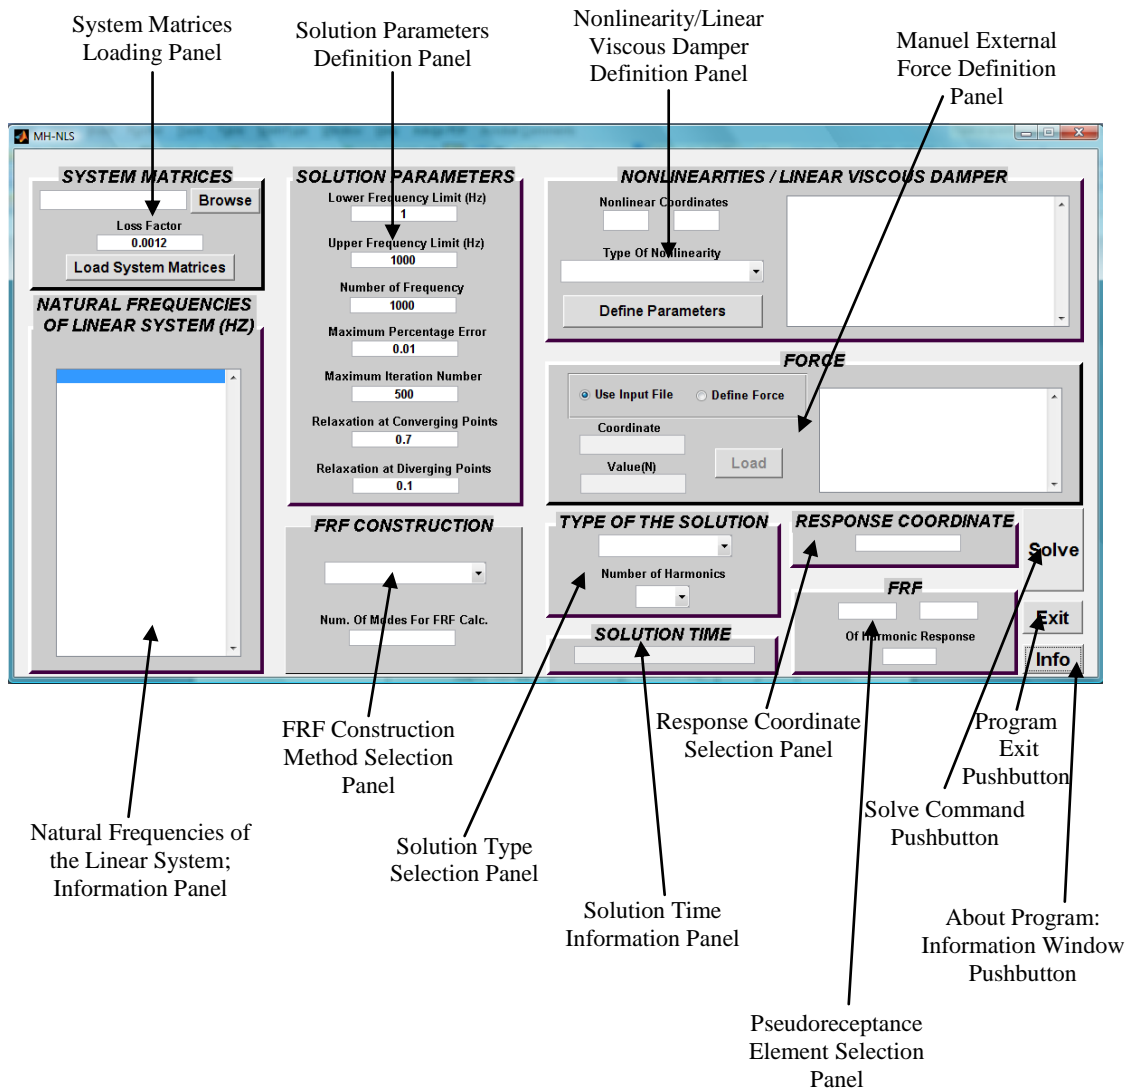 System Matrices
Loading Panel
Solution Parameters
Definition Panel
Nonlinearity/Linear
Viscous Damper
Definition Panel
Manuel External
Force Definition
Panel
MH-NLS
SYSTEM MATRICES
Browse
Loss Factor
0.0012
Load System Matrices
NATURAL FREQUENCIES
OF LINEAR SYSTEM (HZ)
SOLUTION PARAMETERS
Lower Frequency Limit (Hz)
1
Upper Frequency Limit (Hz)
1000
Number of Frequency
1000
Maximum Percentage Error
0.01
Maximum Iteration Number
500
Relaxation at Converging Points
0.7
Relaxation at Diverging Points
0.1
FRF CONSTRUCTION
Num. Of Modes For FRF Calc.
NONLINEARITIES / LINEAR VISCOUS DAMPER
Nonlinear Coordinates
Type Of Nonlinearity
Define Parameters
FORCE
Use Input File
Define Force
Coordinate
Value(N)
Load
TYPE OF THE SOLUTION
Number of Harmonics
SOLUTION TIME
RESPONSE COORDINATE
FRF
Of Harmonic Response
Solve
Exit
Info
FRF Construction
Method Selection
Panel
Response Coordinate
Selection Panel
Program
Exit
Pushbutton
Solve Command
Pushbutton
Natural Frequencies of
the Linear System;
Information Panel
Solution Type
Selection Panel
Solution Time
Information Panel
About Program:
Information Window
Pushbutton
Pseudoreceptance
Element Selection
Panel